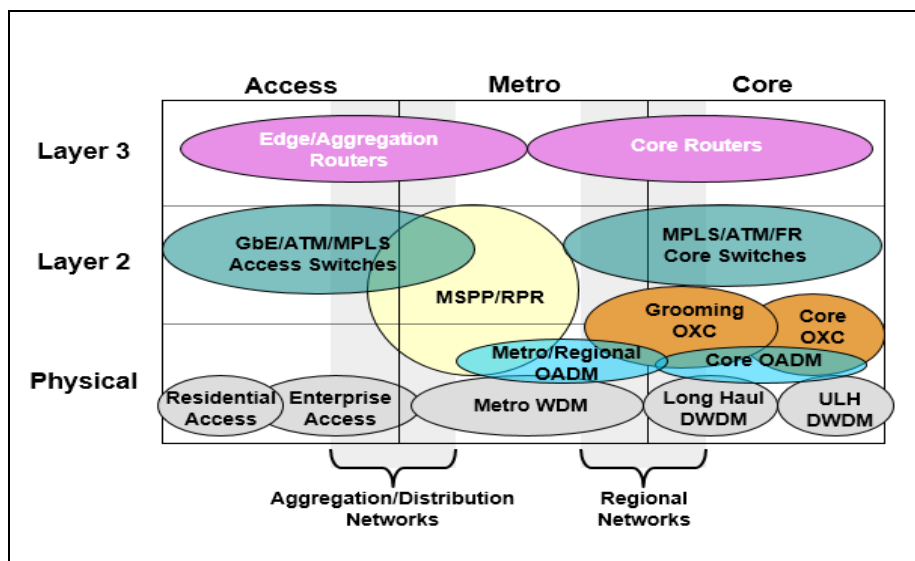 Access Metro Core
Layer 3
Edge/Aggregation
Routers
Core Routers
Layer 2
GbE/ATM/MPLS
Access Switches
MSPP/RPR
MPLS/ATM/FR
Core Switches
Grooming
OXC
Core
OXC
Physical
Metro/Regional
OADM
Core OADM
Residential
Access
Enterprise
Access
Metro WDM
Long Haul
DWDM
ULH
DWDM
Aggregation/Distribution
Networks
Regional
Networks